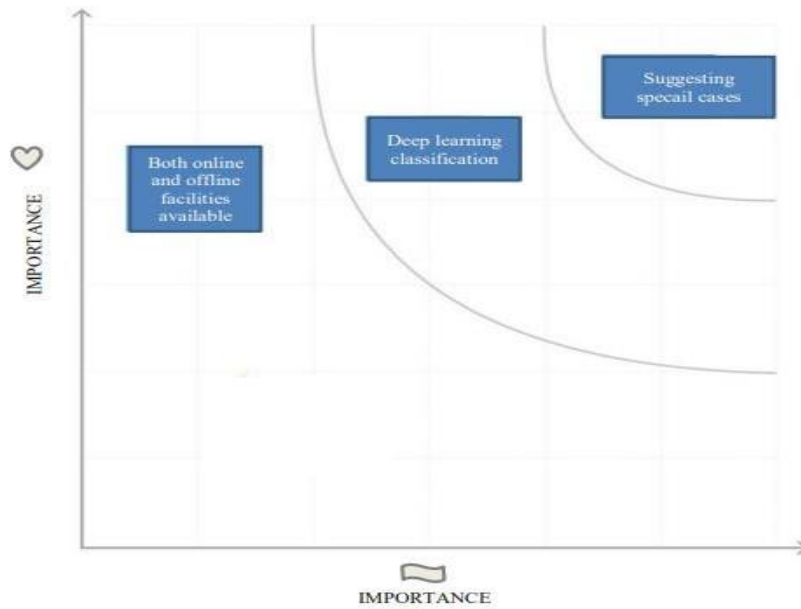 Suggesting
specail cases
Deep learning
classification
Both online
and offline
facilities
available
IMPORTANCE
IMPORTANCE